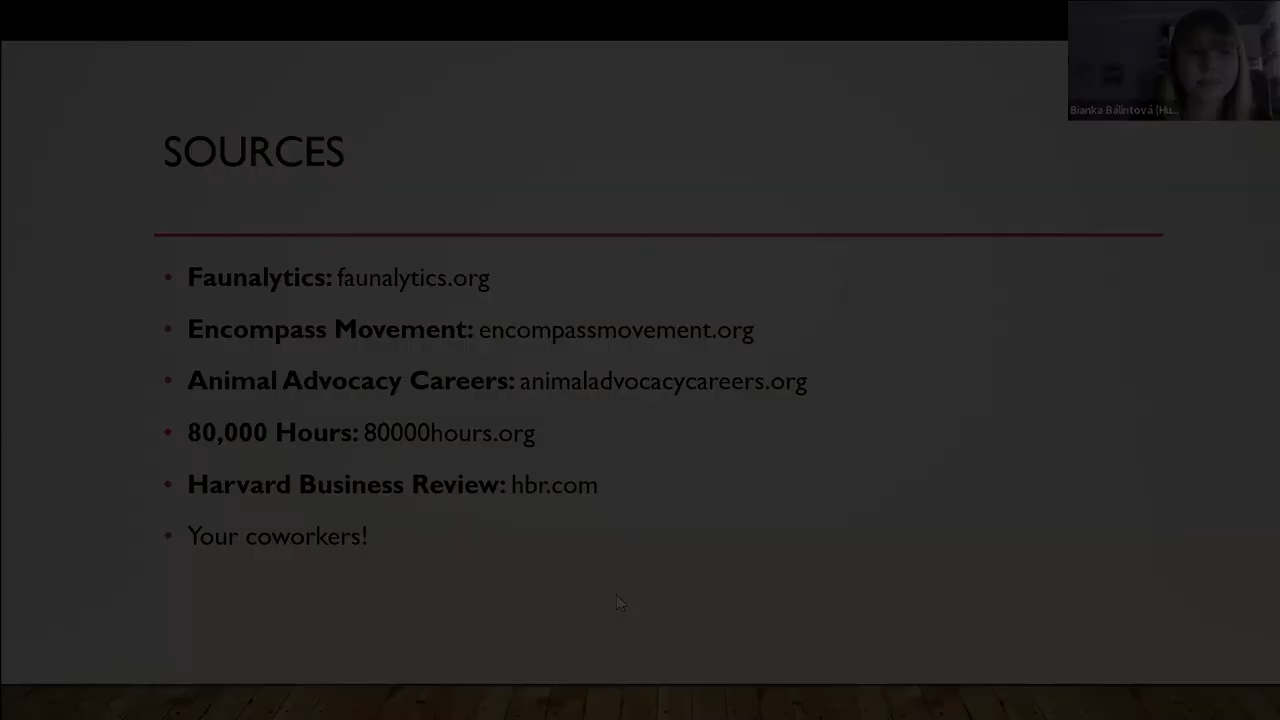 Bianka Bálintová (Hu...
SOURCES
• Faunalytics: faunalytics.org
• Encompass Movement: encompassmovement.org
• Animal Advocacy Careers: animaladvocacycareers.org
• 80,000 Hours: 80000hours.org
• Harvard Business Review: hbr.com
• Your coworkers!